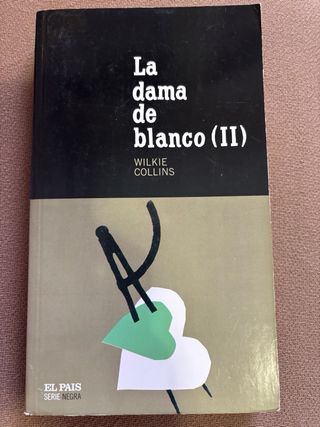 La
dama
de
blanco (II)
WILKIE
COLLINS
EL PAIS
SERIE NEGRA